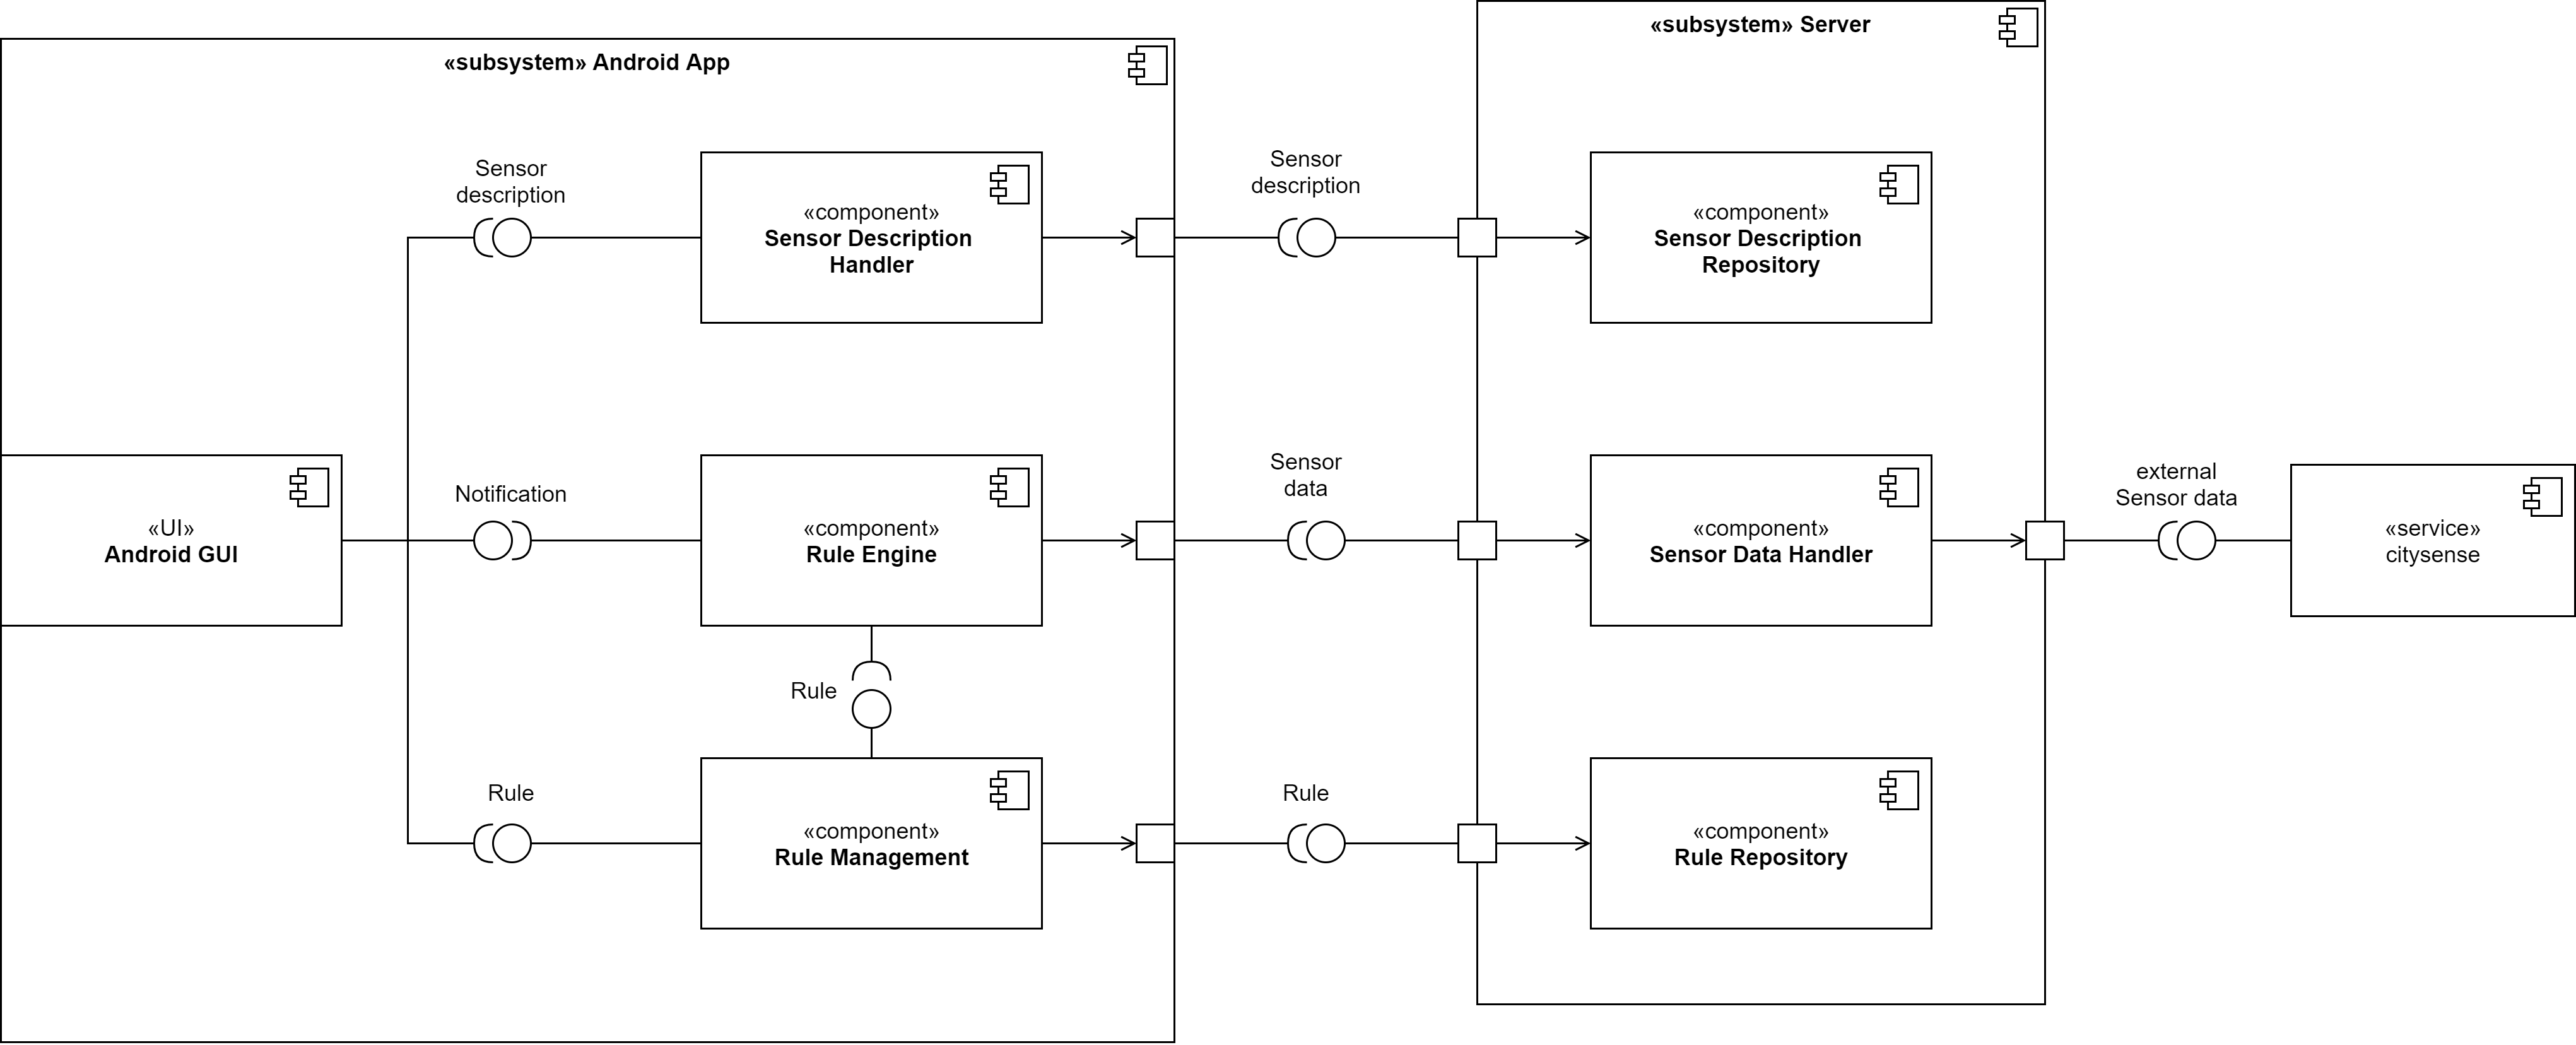 «subsystem» Server
«subsystem» Android App
Sensor
description
«component»
Sensor Description
Handler
Sensor
description
«component»
Sensor Description
Repository
«UI»
Android GUI
Notification
«component»
Rule Engine
Sensor
data
«component»
Sensor Data Handler
external
Sensor data
«service»
citysense
Rule
Rule
«component»
Rule Management
Rule
«component»
Rule Repository